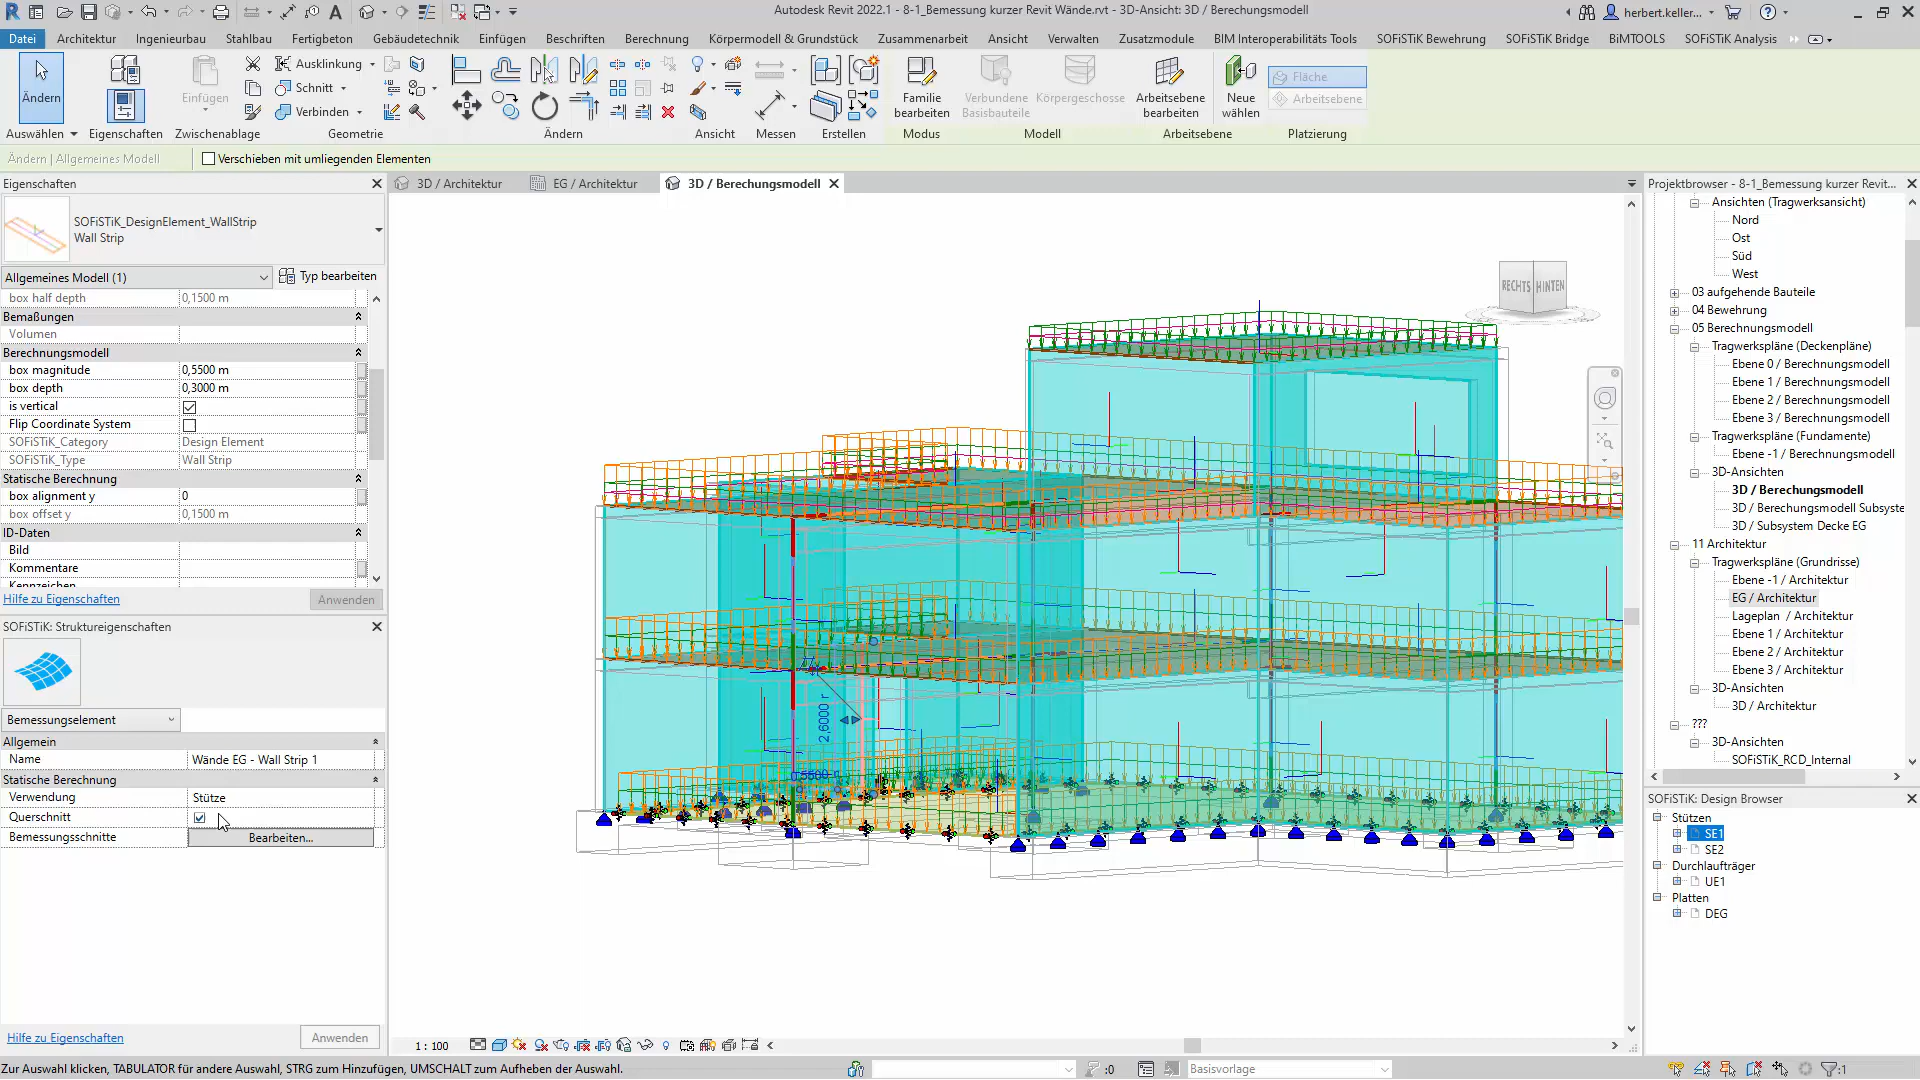 Autodesk Revit 2022.1 - 8-1_Bemessung kurzer Revit Wände.rvt - 3D-Ansicht: 3D / Berechungsmodell
herbert.keller...
Datei Architektur Ingenieurbau Stahlbau Fertigbeton Gebäudetechnik Einfügen Beschriften Berechnung Körpermodell & Grundstück Zusammenarbeit Ansicht Verwalten Zusatzmodule BIM Interoperabilitäts Tools SOFiSTiK Bewehrung SOFiSTiK Bridge BiMTOOLS SOFiSTiK Analysis
Ausklinkung
Schnitt
Verbinden
Ändern
Einfügen
Familie bearbeiten
Verbundene Basisbauteile
Körpergeschosse
Arbeitsebene bearbeiten
Neue wählen
Fläche
Arbeitsebene
Auswählen Eigenschaften Zwischenablage Geometrie Ändern Ansicht Messen Erstellen Modus Modell Arbeitsebene Platzierung
Ändern | Allgemeines Modell Verschieben mit umliegenden Elementen
Eigenschaften
SOFiSTiK_DesignElement_WallStrip
Wall Strip
Allgemeines Modell (1) Typ bearbeiten
box half depth 0,1500 m
Bemaßungen
Volumen
Berechnungsmodell
box magnitude 0,5500 m
box depth 0,3000 m
is vertical
Flip Coordinate System
SOFiSTiK_Category Design Element
SOFiSTiK_Type Wall Strip
Statische Berechnung
box alignment y 0
box offset y 0,1500 m
ID-Daten
Bild
Kommentare
Kennzeichen
Hilfe zu Eigenschaften Anwenden
SOFiSTiK: Struktureigenschaften
Bemessungselement
Allgemein
Name Wände EG - Wall Strip 1
Statische Berechnung
Verwendung Stütze
Querschnitt
Bemessungsschnitte Bearbeiten...
Hilfe zu Eigenschaften Anwenden
3D / Architektur EG / Architektur 3D / Berechungsmodell
RECHTS HINTEN
2,6000
0,5500
1 : 100
Projektbrowser - 8-1_Bemessung kurzer Revit...
Ansichten (Tragwerksansicht)
Nord
Ost
Süd
West
03 aufgehende Bauteile
04 Bewehrung
05 Berechnungsmodell
Tragwerkspläne (Deckenpläne)
Ebene 0 / Berechnungsmodell
Ebene 1 / Berechnungsmodell
Ebene 2 / Berechnungsmodell
Ebene 3 / Berechnungsmodell
Tragwerkspläne (Fundamente)
Ebene -1 / Berechnungsmodell
3D-Ansichten
3D / Berechungsmodell
3D / Berechungsmodell Subsyste
3D / Subsystem Decke EG
11 Architektur
Tragwerkspläne (Grundrisse)
Ebene -1 / Architektur
EG / Architektur
Lageplan / Architektur
Ebene 1 / Architektur
Ebene 2 / Architektur
Ebene 3 / Architektur
3D-Ansichten
3D / Architektur
???
3D-Ansichten
SOFiSTiK_RCD_Internal
SOFiSTiK: Design Browser
Stützen
SE1
SE2
Durchlaufträger
UE1
Platten
DEG
Zur Auswahl klicken, TABULATOR für andere Auswahl, STRG zum Hinzufügen, UMSCHALT zum Aufheben der Auswahl.
:0
Basisvorlage
:1